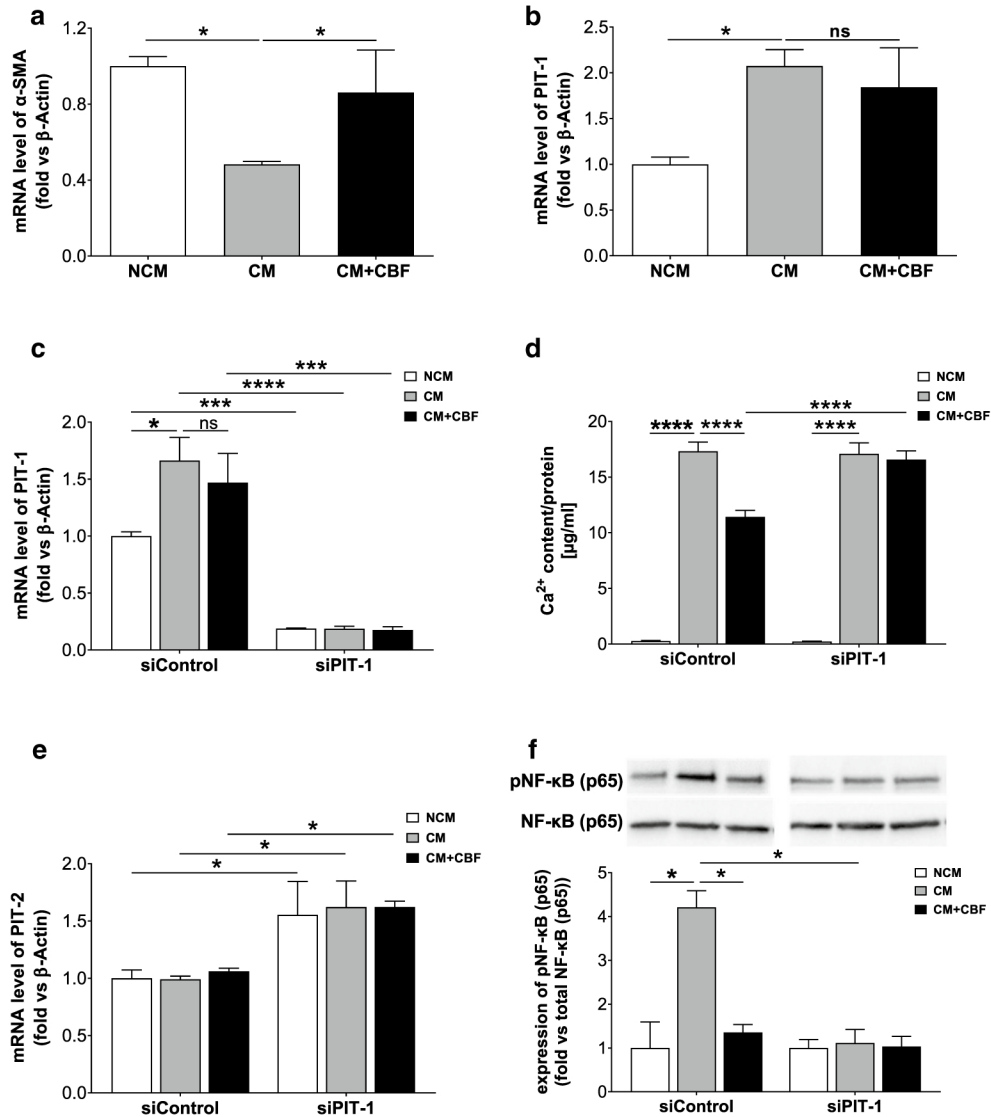 a
mRNA level of α-SMA
(fold vs β-Actin)
1.2
0.8
0.4
0.0
*
*
NCM
CM
CM+CBF
b
mRNA level of PIT-1
(fold vs β-Actin)
2.5
2.0
1.5
1.0
0.5
0.0
*
ns
NCM
CM
CM+CBF
c
mRNA level of PIT-1
(fold vs β-Actin)
2.0
1.5
1.0
0.5
0.0
***
****
***
*
ns
NCM
CM
CM+CBF
siControl
siPIT-1
d
Ca2+ content/protein
[µg/ml]
20
15
10
5
0
****
****
****
****
NCM
CM
CM+CBF
siControl
siPIT-1
e
mRNA level of PIT-2
(fold vs β-Actin)
2.0
1.5
1.0
0.5
0.0
*
*
*
NCM
CM
CM+CBF
siControl
siPIT-1
f
pNF-κB (p65)
NF-κB (p65)
expression of pNF-κB (p65)
(fold vs total NF-κB (p65))
5
4
2
1
0
*
*
*
NCM
CM
CM+CBF
siControl
siPIT-1